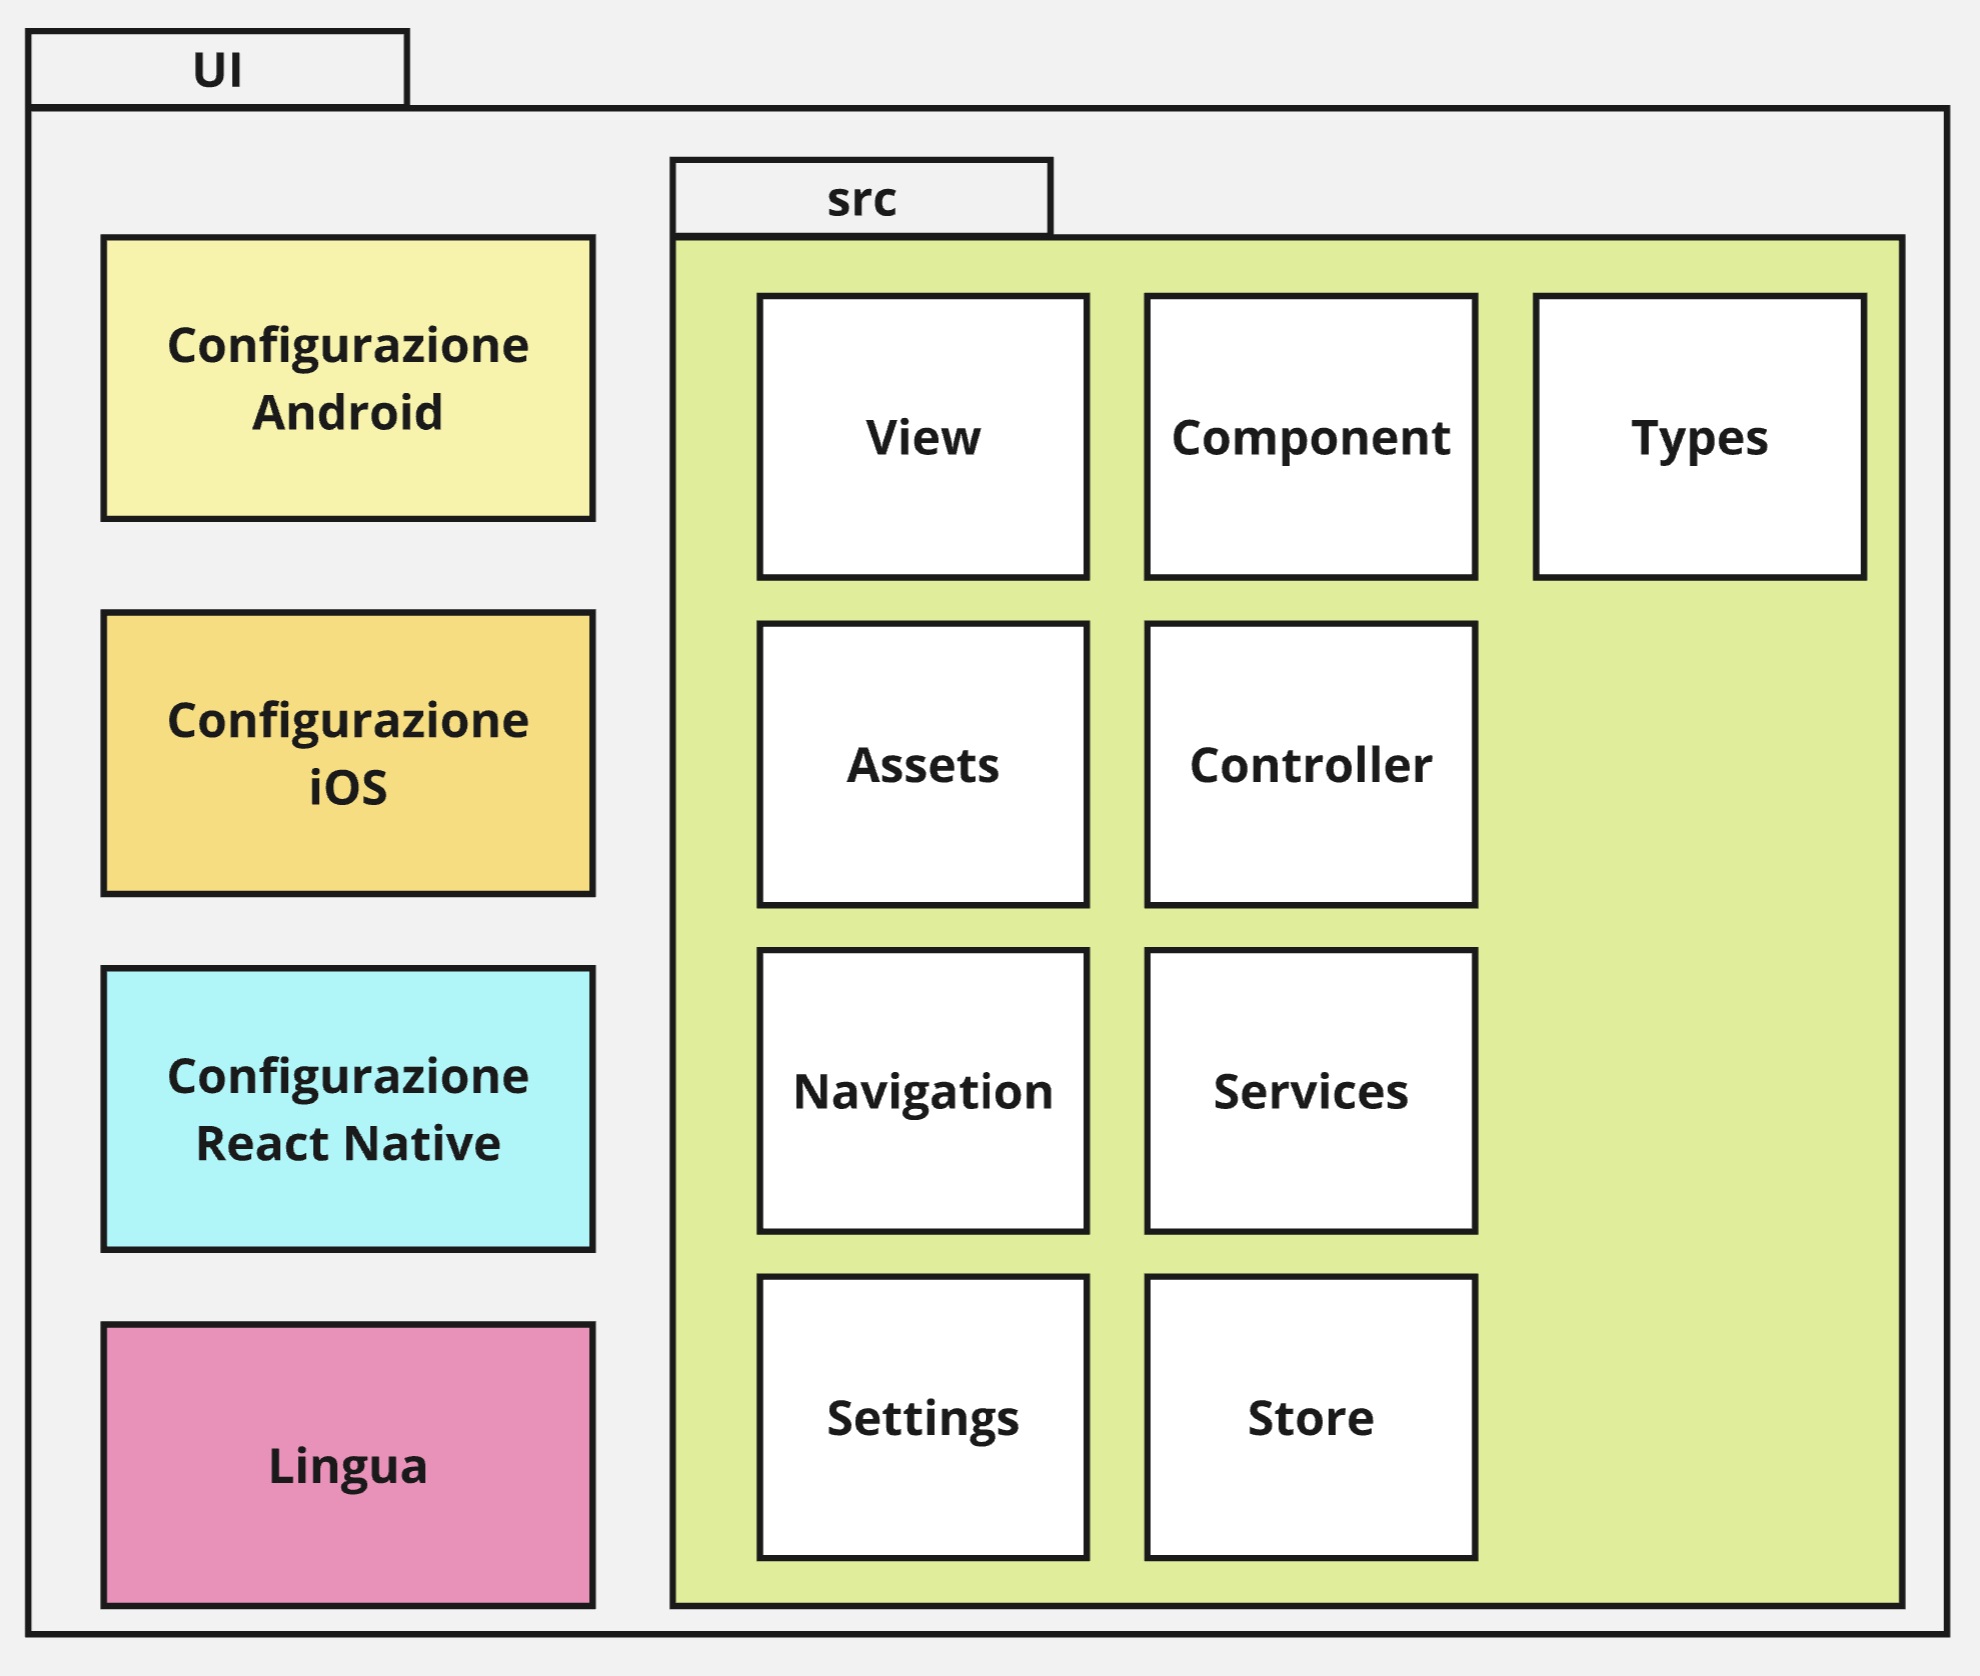 UI
src
Configurazione
Android
Configurazione
iOS
Configurazione
React Native
Lingua
View
Component
Types
Assets
Controller
Navigation
Services
Settings
Store